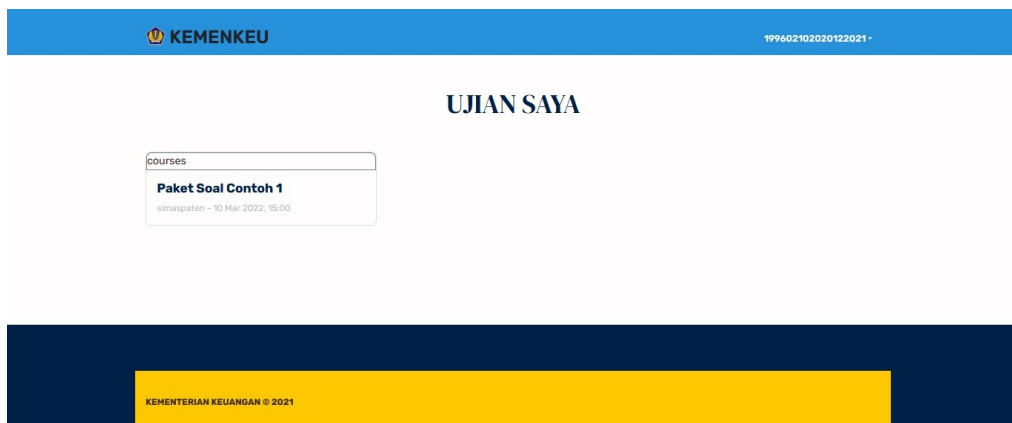 KEMENKEU
199602102020122021
UJIAN SAYA
courses
Paket Soal Contoh 1
simaspaten - 10 Mar 2022, 15:00
KEMENTERIAN KEUANGAN © 2021